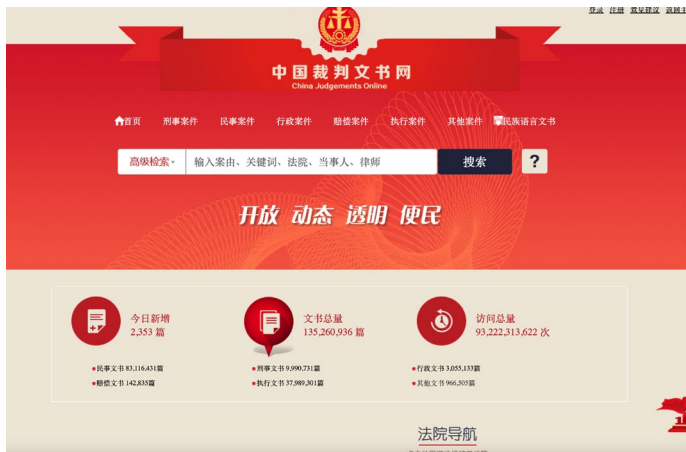 登录 注册 意见建议 返回主
中国裁判文书网
China Judgements Online
首页 刑事案件 民事案件 行政案件 赔偿案件 执行案件 其他案件 民族语言文书
高级检索 输入案由、关键词、法院、当事人、律师 搜索 ?
开放 动态 透明 便民
今日新增 文书总量 访问总量
2,353 篇 135,260,936 篇 93,222,313,622 次
民事文书 83,116,431篇 刑事文书 9,990,731篇 行政文书 3,055,133篇
赔偿文书 142,835篇 执行文书 37,989,301篇 其他文书 966,505篇
法院导航